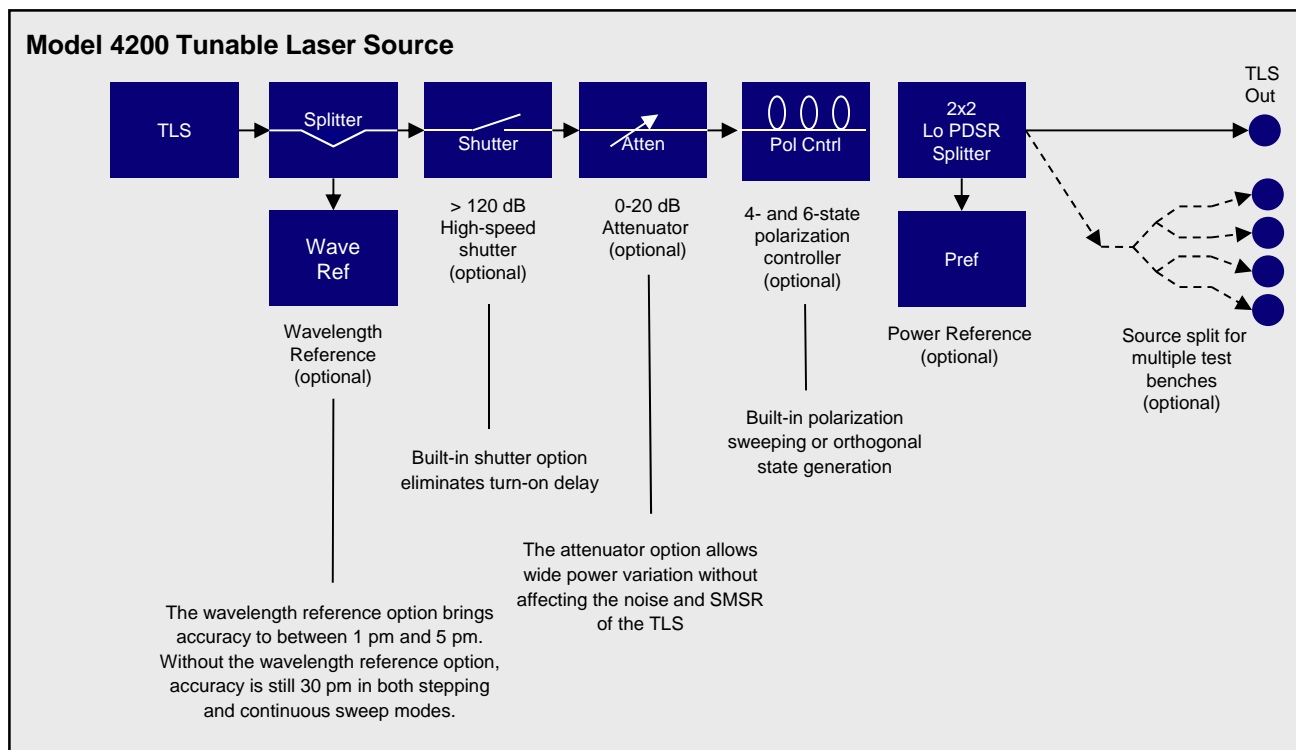 Model 4200 Tunable Laser Source
TLS
Splitter
Shutter
Atten
Pol Cntrl
2x2
Lo PDSR
Splitter
TLS
Out
Wave
Ref
> 120 dB
High-speed
shutter
(optional)
0-20 dB
Attenuator
(optional)
4- and 6-state
polarization
controller
(optional)
Pref
Wavelength
Reference
(optional)
Power Reference
(optional)
Source split for
multiple test
benches
(optional)
Built-in shutter option
eliminates turn-on delay
Built-in polarization
sweeping or orthogonal
state generation
The attenuator option allows
wide power variation without
affecting the noise and SMSR
of the TLS
The wavelength reference option brings
accuracy to between 1 pm and 5 pm.
Without the wavelength reference option,
accuracy is still 30 pm in both stepping
and continuous sweep modes.